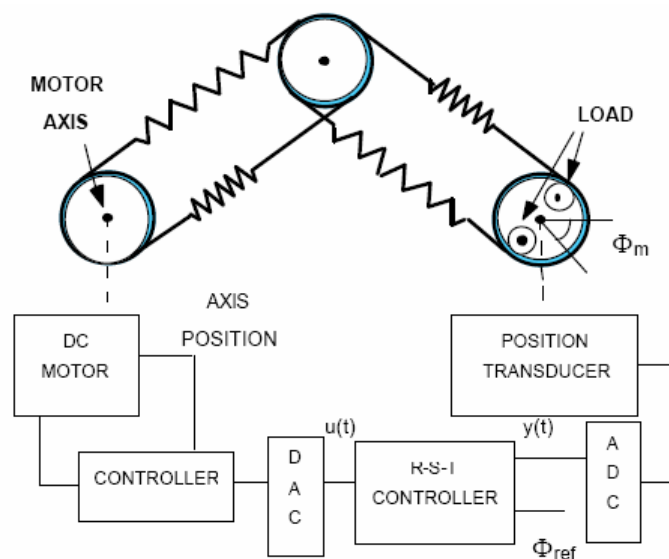 MOTOR
AXIS
LOAD
Φm
AXIS
POSITION
DC
MOTOR
POSITION
TRANSDUCER
u(t)
y(t)
CONTROLLER
D
A
C
R-S-T
CONTROLLER
A
D
C
Φref